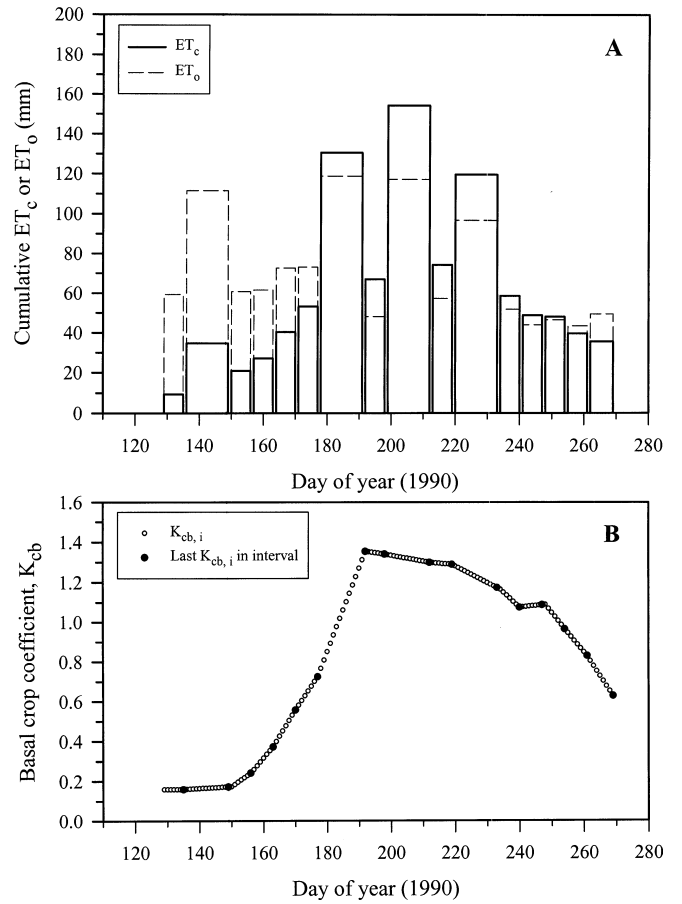 200
180
160
140
120
100
80
60
40
20
0
Cumulative ETc or ETo (mm)
ETc
ETo
A
120 140 160 180 200 220 240 260 280
Day of year (1990)
1.6
1.4
1.2
1.0
0.8
0.6
0.4
0.2
0.0
Basal crop coefficient, Kcb
Kcb, i
Last Kcb, i in interval
B
120 140 160 180 200 220 240 260 280
Day of year (1990)